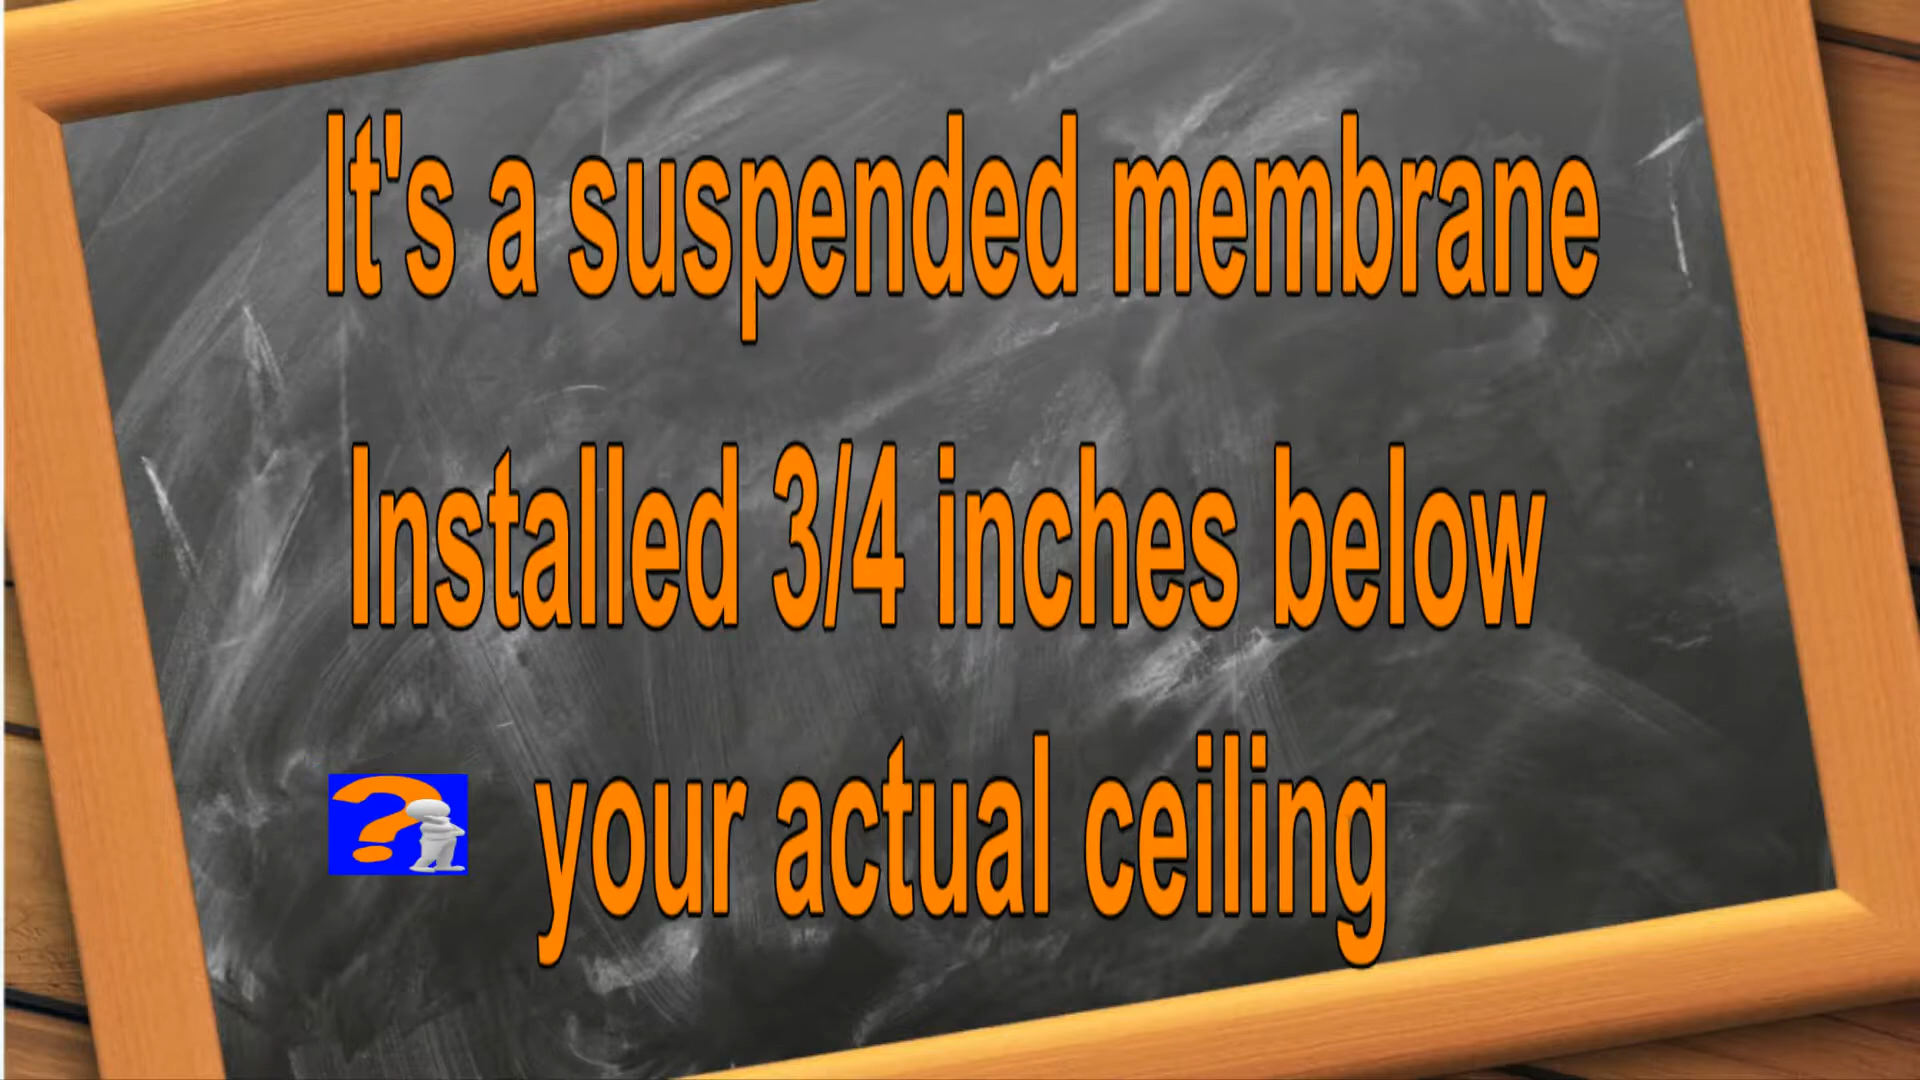 It's a suspended membrane
Installed 3/4 inches below
your actual ceiling
?